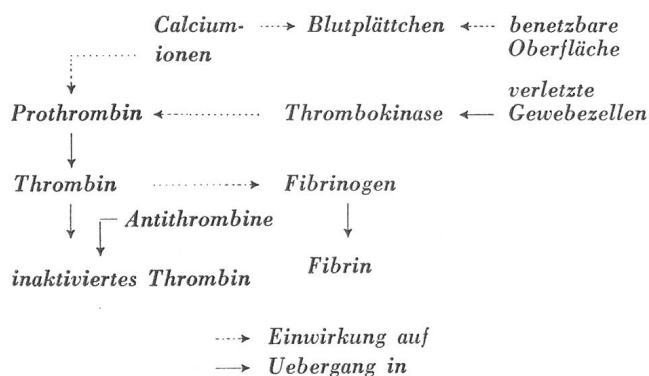 Calcium-
ionen
Blutplättchen
benetzbare
Oberfläche
Prothrombin
Thrombokinase
verletzte
Gewebezellen
Thrombin
Fibrinogen
Antithrombine
inaktiviertes Thrombin
Fibrin
Einwirkung auf
Uebergang in